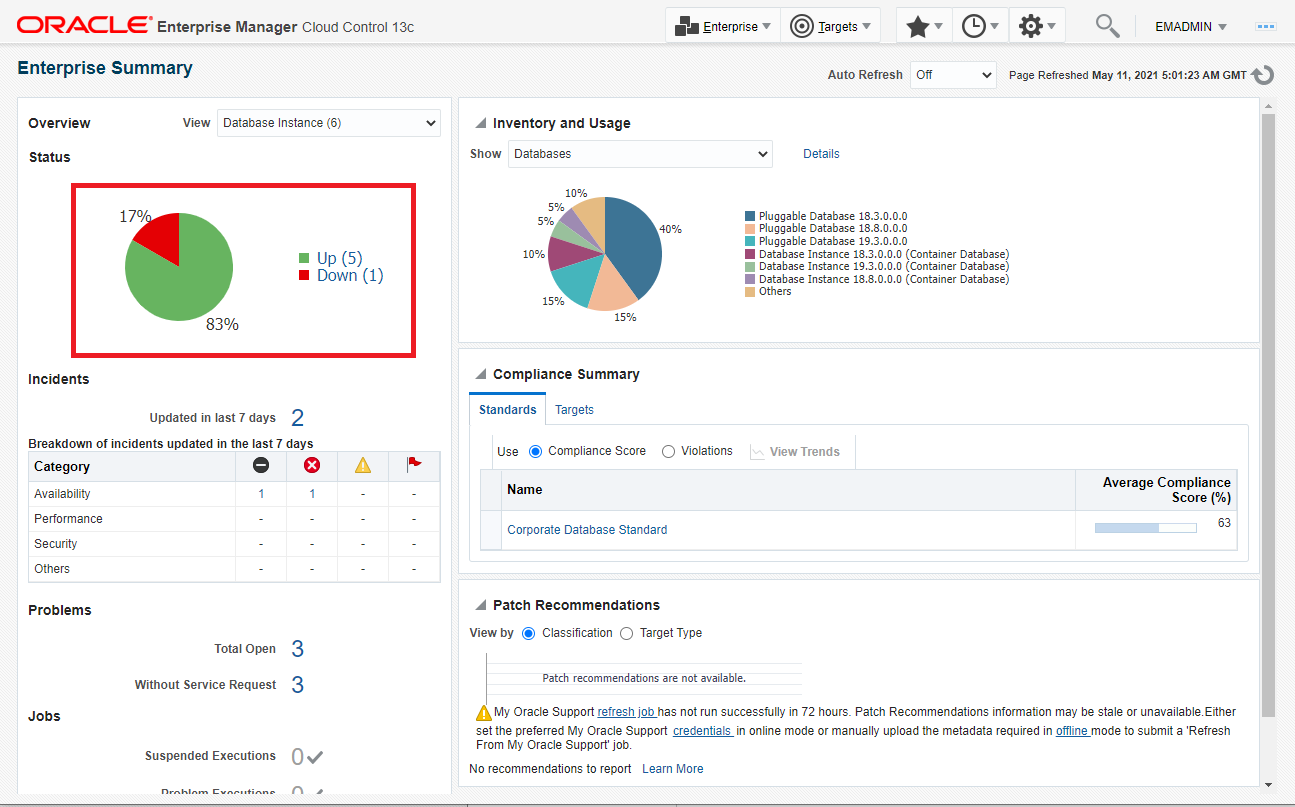 ORACLE® Enterprise Manager Cloud Control 13c
Enterprise
Targets
EMADMIN
Enterprise Summary
Auto Refresh Off
Page Refreshed May 11, 2021 5:01:23 AM GMT
Overview
View Database Instance (6)
Status
17%
83%
Up (5)
Down (1)
Incidents
Updated in last 7 days 2
Breakdown of incidents updated in the last 7 days
Category
Availability 1 1 - -
Performance - - - -
Security - - - -
Others - - - -
Problems
Total Open 3
Without Service Request 3
Jobs
Suspended Executions 0
Problem Executions 0
Inventory and Usage
Show Databases Details
10%
5%
5%
10%
15%
15%
40%
Pluggable Database 18.3.0.0.0
Pluggable Database 18.8.0.0.0
Pluggable Database 19.3.0.0.0
Database Instance 18.3.0.0.0 (Container Database)
Database Instance 19.3.0.0.0 (Container Database)
Database Instance 18.8.0.0.0 (Container Database)
Others
Compliance Summary
Standards Targets
Use Compliance Score Violations View Trends
Name
Average Compliance
Score (%)
Corporate Database Standard 63
Patch Recommendations
View by Classification Target Type
Patch recommendations are not available.
My Oracle Support refresh job has not run successfully in 72 hours. Patch Recommendations information may be stale or unavailable.Either
set the preferred My Oracle Support credentials in online mode or manually upload the metadata required in offline mode to submit a 'Refresh
From My Oracle Support' job.
No recommendations to report Learn More